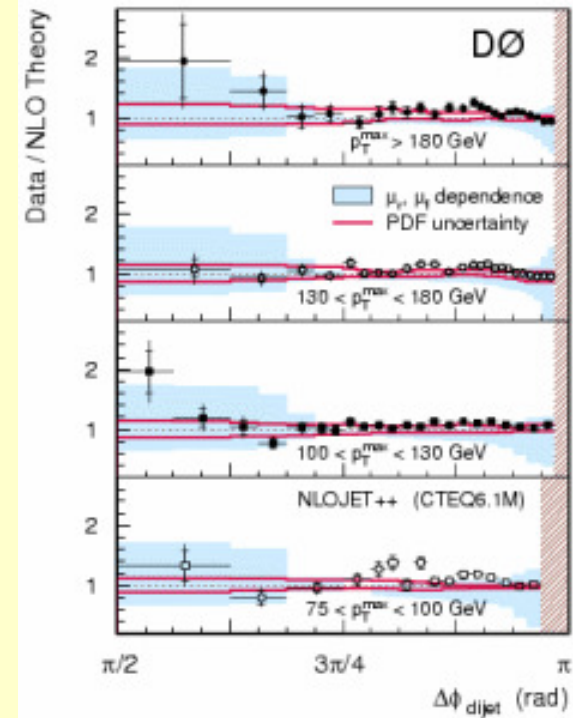 Data / NLO Theory
DØ
2
1
p_T^max > 180 GeV
μ_r, μ_f dependence
PDF uncertainty
2
1
130 < p_T^max < 180 GeV
2
1
100 < p_T^max < 130 GeV
NLOJET++ (CTEQ6.1M)
2
1
75 < p_T^max < 100 GeV
π/2 3π/4 π
Δϕ dijet (rad)